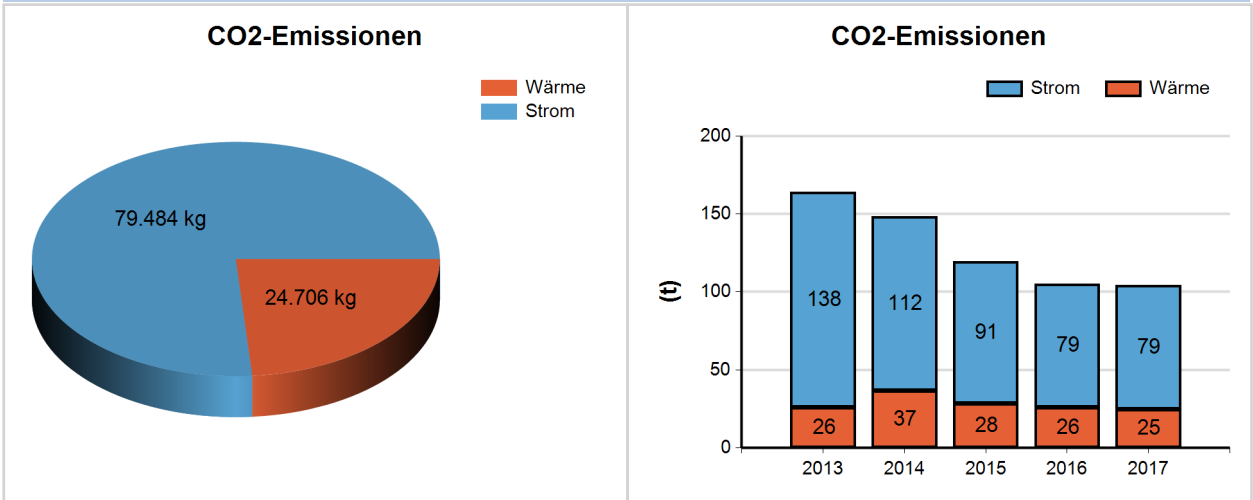 CO2-Emissionen
Wärme
Strom
79.484 kg
24.706 kg
CO2-Emissionen
Strom Wärme
200
150
100
50
0
(t)
138
112
91
79
79
26
37
28
26
25
2013 2014 2015 2016 2017